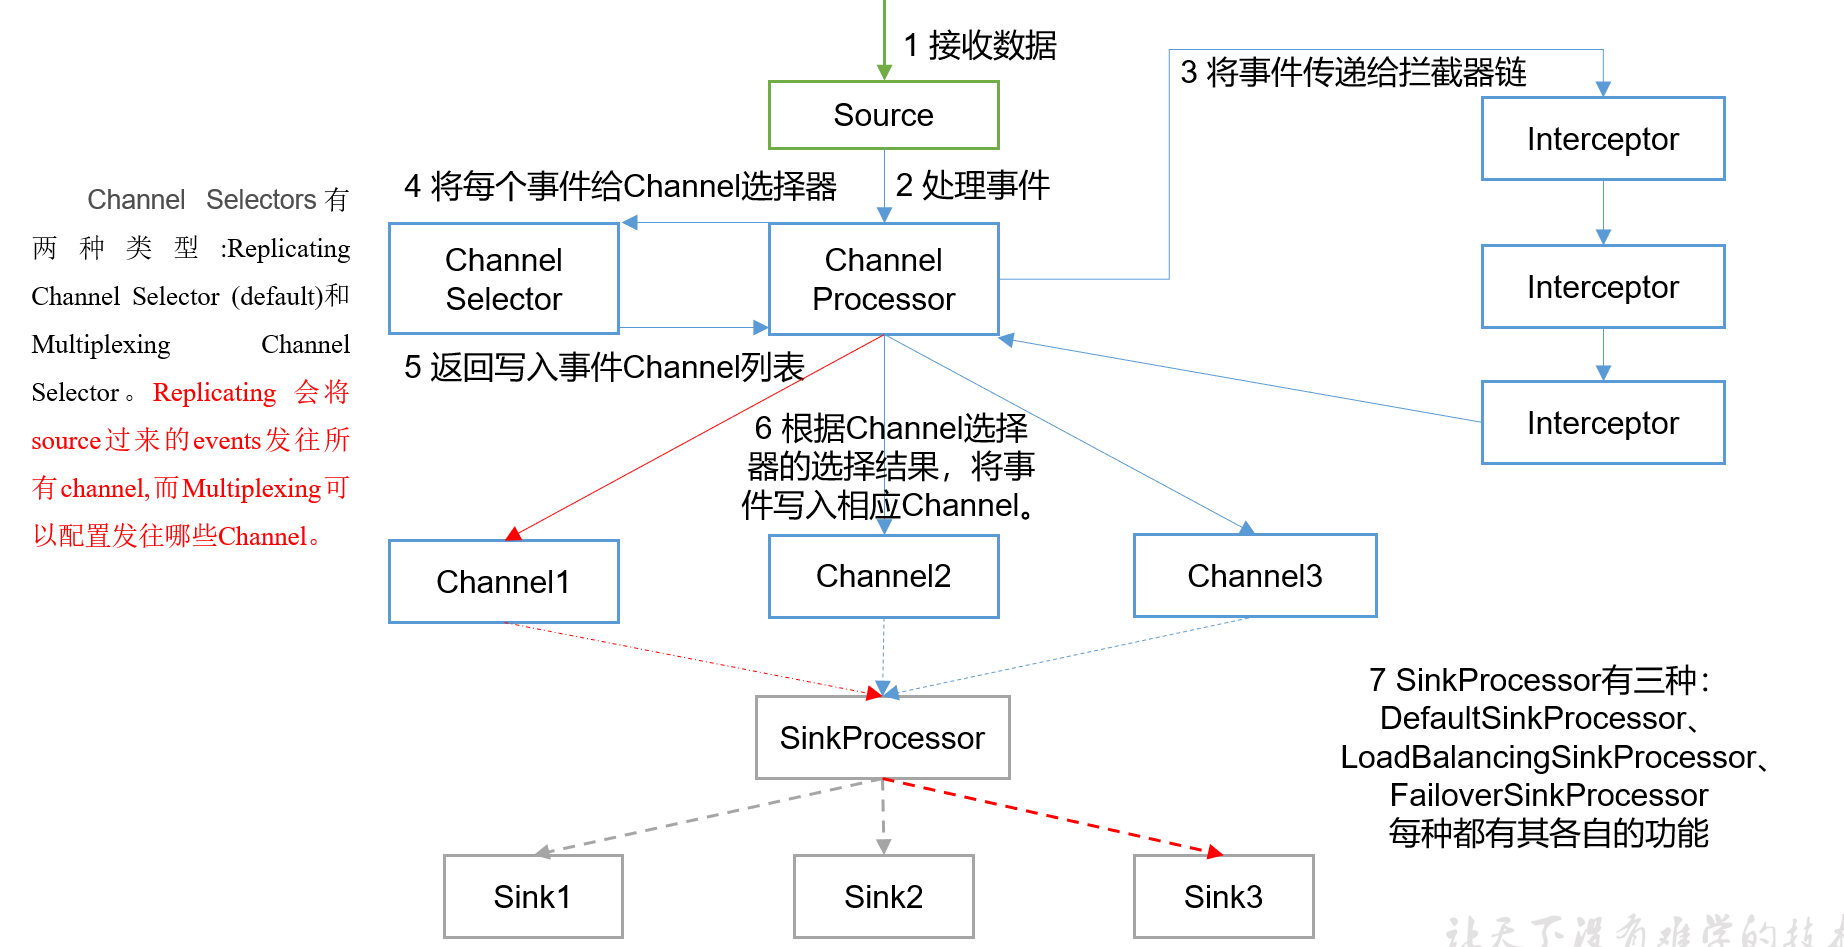 1 接收数据
Source
2 处理事件
3 将事件传递给拦截器链
Interceptor
Interceptor
Interceptor
4 将每个事件给Channel选择器
Channel
Selector
Channel
Processor
5 返回写入事件Channel列表
Channel Selectors有
两种类型:Replicating
Channel Selector (default)和
Multiplexing Channel
Selector。Replicating 会将
source过来的events发往所
有channel,而Multiplexing可
以配置发往哪些Channel。
6 根据Channel选择
器的选择结果，将事
件写入相应Channel。
Channel1
Channel2
Channel3
SinkProcessor
7 SinkProcessor有三种：
DefaultSinkProcessor、
LoadBalancingSinkProcessor、
FailoverSinkProcessor
每种都有其各自的功能
Sink1
Sink2
Sink3
让天下没有难学的技